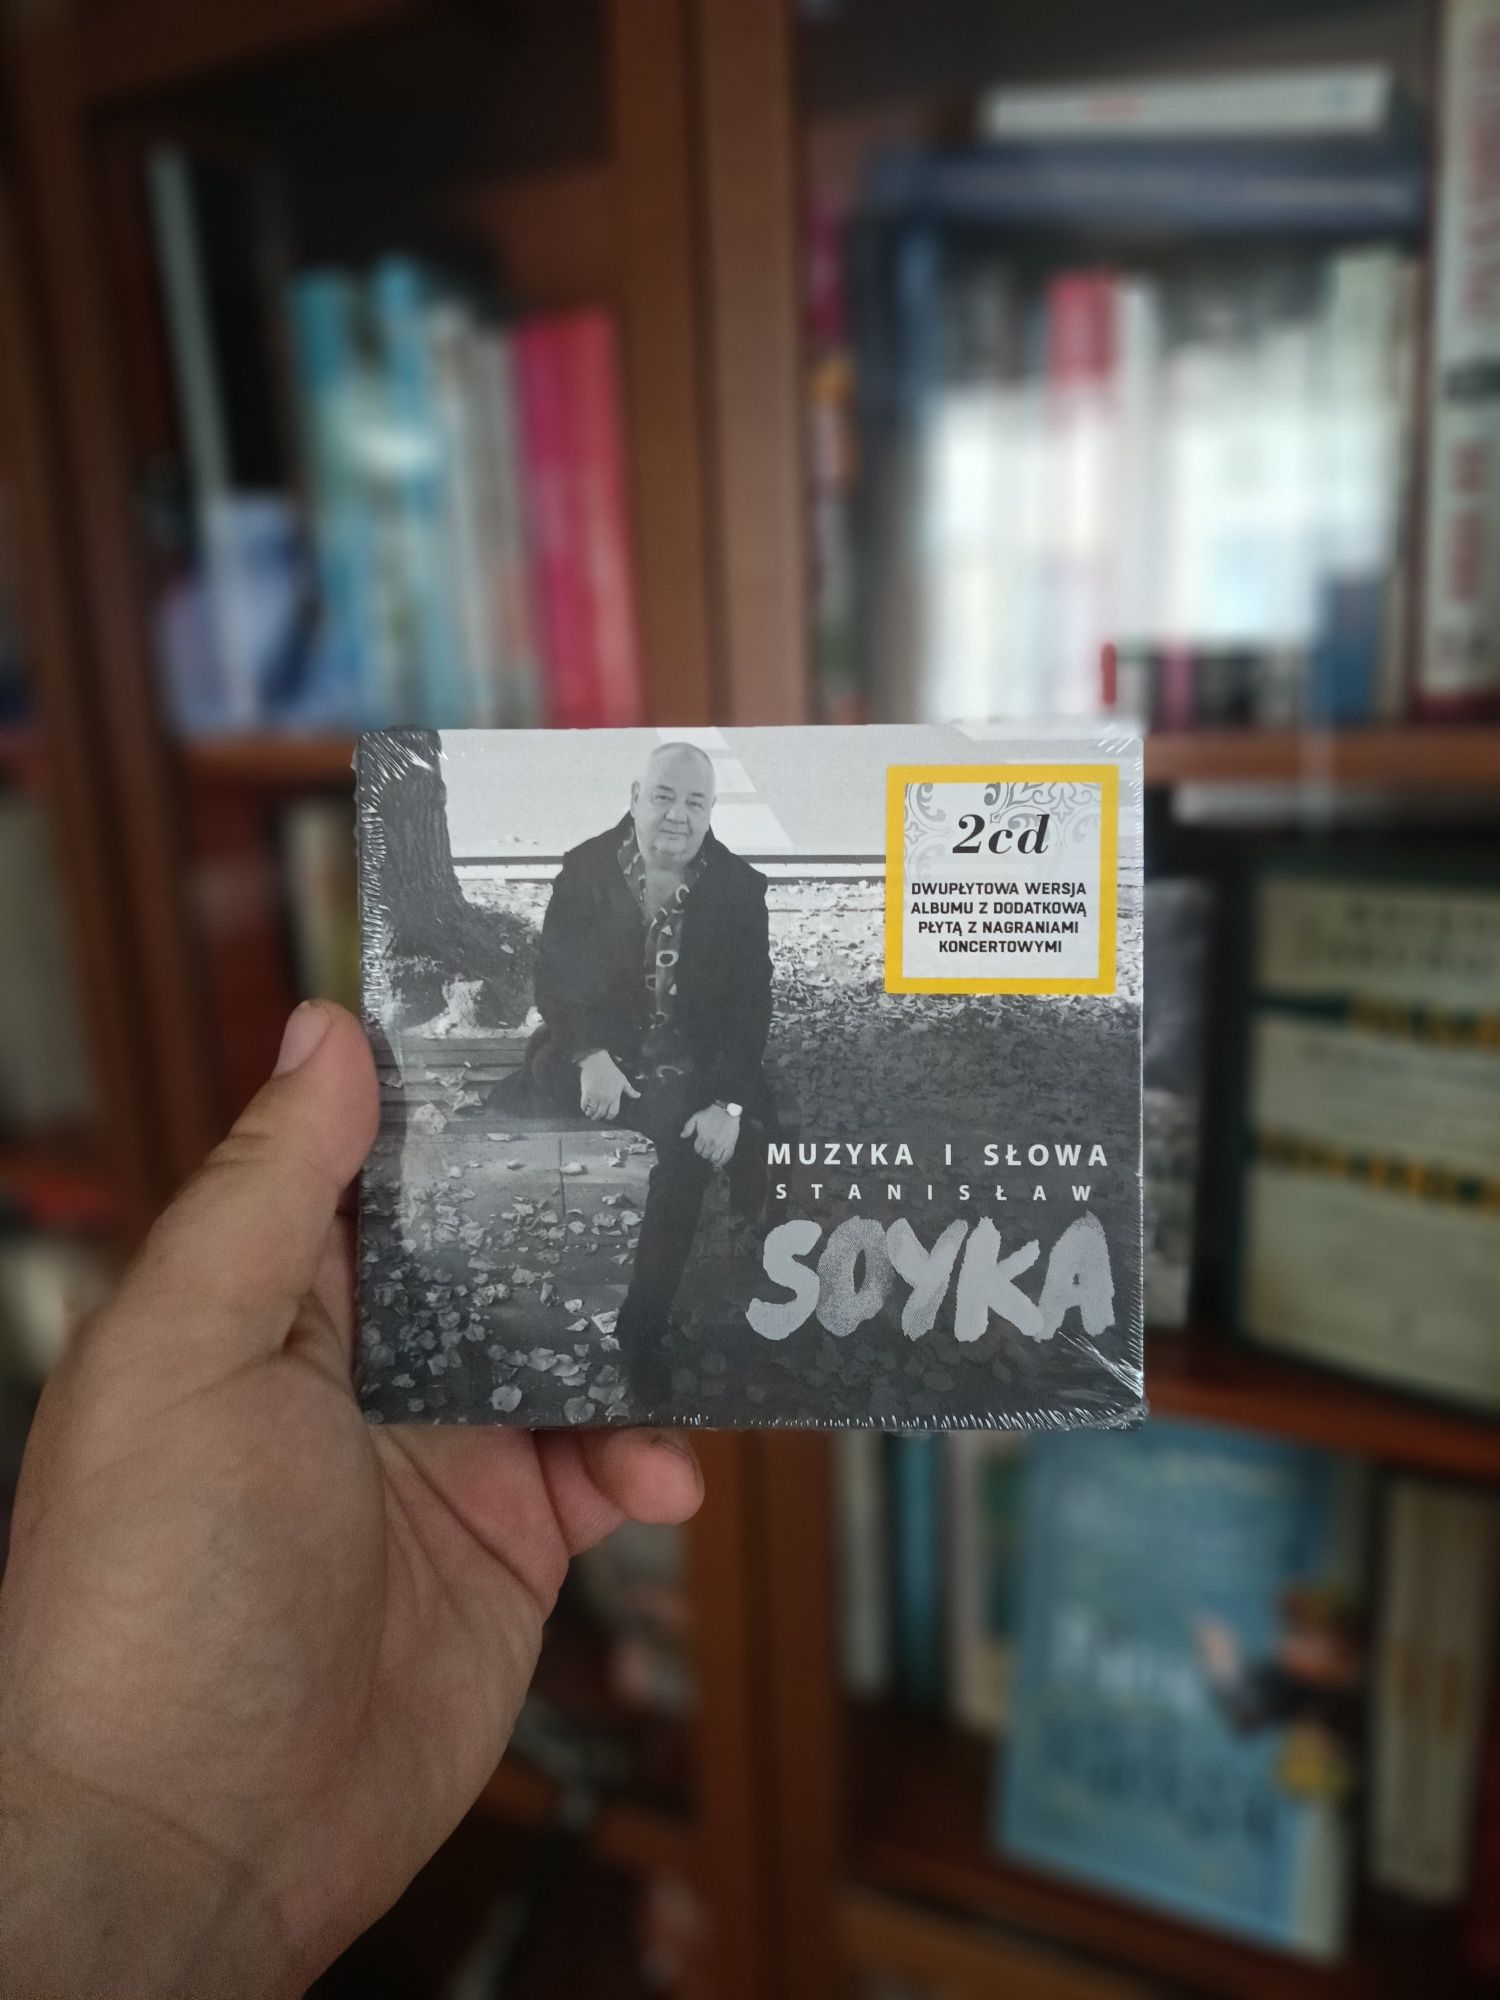 2cd
DWUPŁYTOWA WERSJA
ALBUMU Z DODATKOWĄ
PŁYTĄ Z NAGRANIAMI
KONCERTOWYMI
MUZYKA I SŁOWA
STANISŁAW
SOYKA